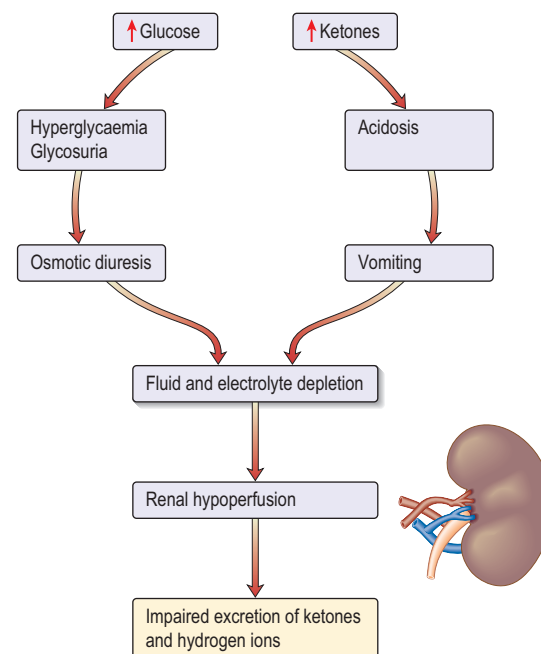 ↑Glucose
↑Ketones
Hyperglycaemia
Glycosuria
Acidosis
Osmotic diuresis
Vomiting
Fluid and electrolyte depletion
Renal hypoperfusion
Impaired excretion of ketones
and hydrogen ions